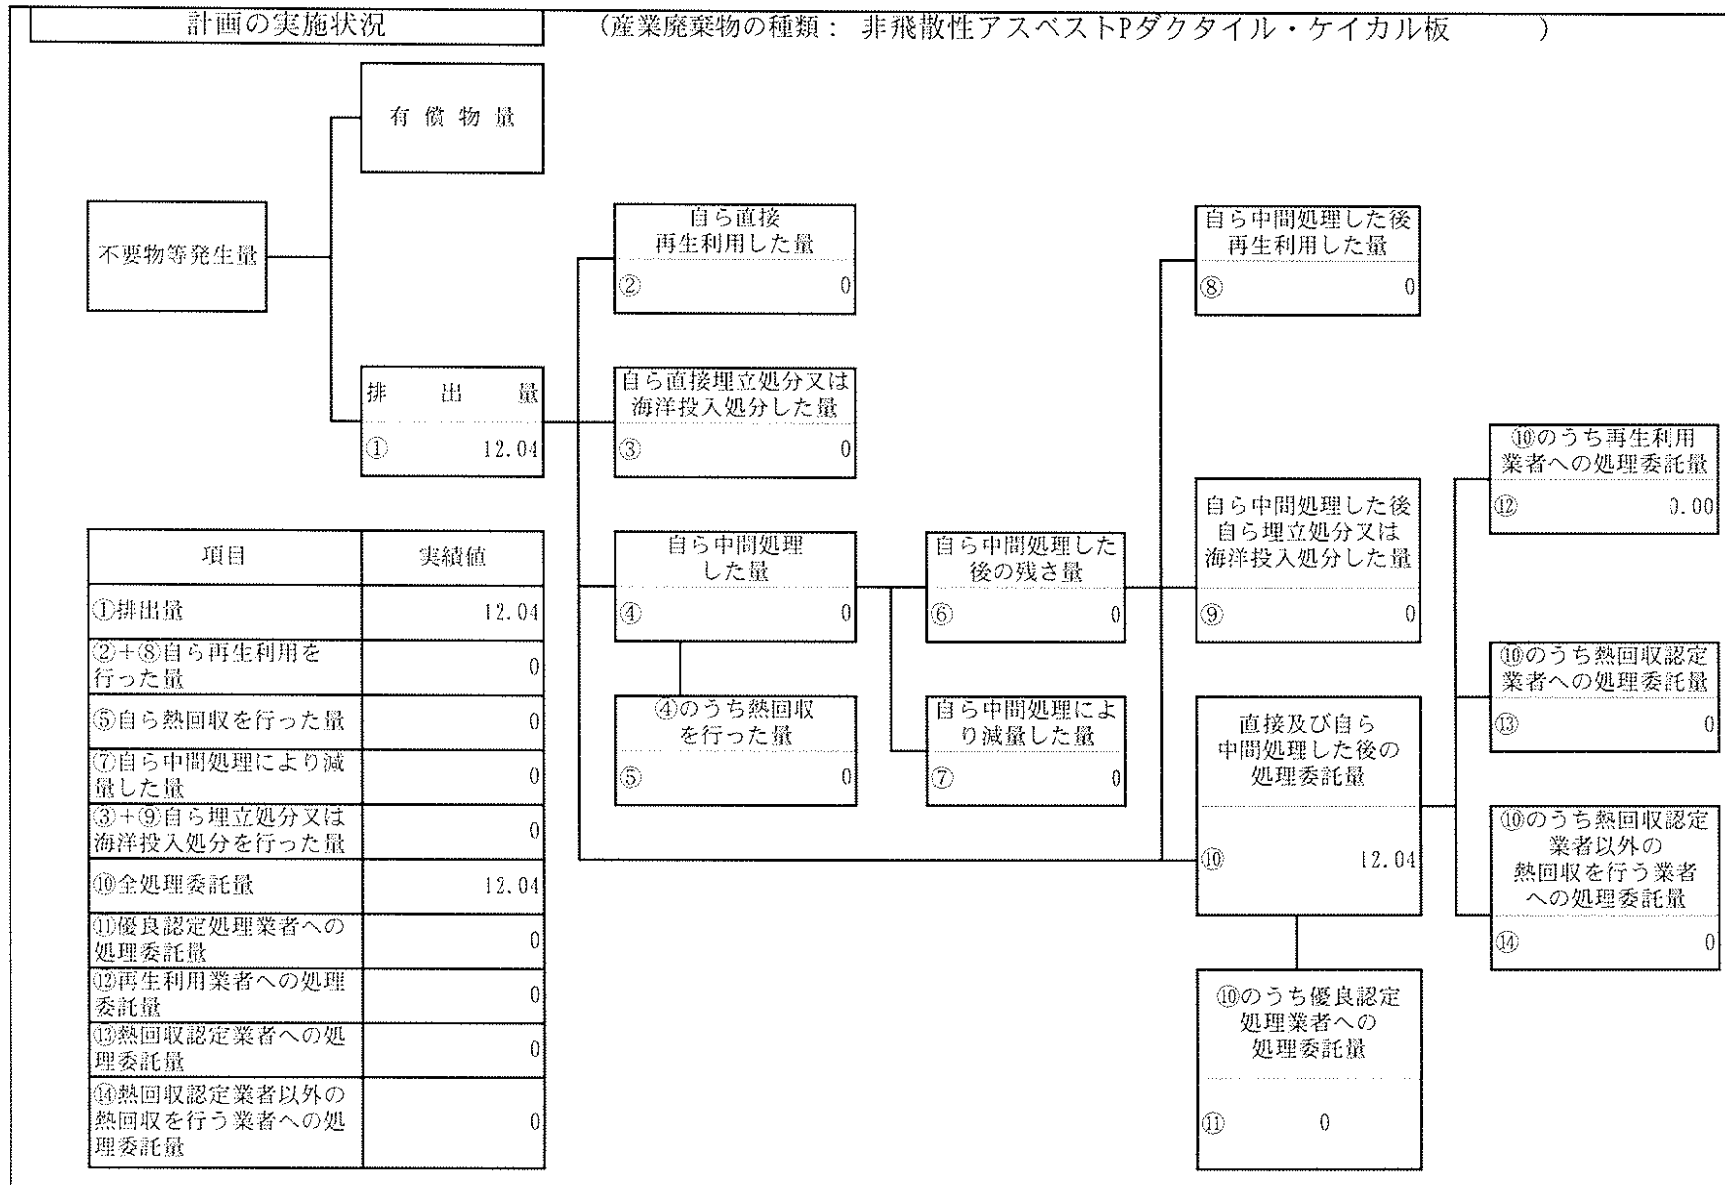 計画の実施状況
(産業廃棄物の種類： 非飛散性アスベストPダクタイル・ケイカル板 )
有 償 物 量
不要物等発生量
排 出 量
① 12.04
自ら直接
再生利用した量
② 0
自ら直接埋立処分又は
海洋投入処分した量
③ 0
自ら中間処理
した量
④ 0
④のうち熱回収
を行った量
⑤ 0
自ら中間処理した
後の残さ量
⑥ 0
自ら中間処理によ
り減量した量
⑦ 0
自ら中間処理した後
再生利用した量
⑧ 0
自ら中間処理した後
自ら埋立処分又は
海洋投入処分した量
⑨ 0
直接及び自ら
中間処理した後の
処理委託量
⑩ 12.04
⑩のうち優良認定
処理業者への
処理委託量
⑪ 0
⑩のうち再生利用
業者への処理委託量
⑫ 0.00
⑩のうち熱回収認定
業者への処理委託量
⑬ 0
⑩のうち熱回収認定
業者以外の
熱回収を行う業者
への処理委託量
⑭ 0
項目 実績値
①排出量 12.04
②＋⑧自ら再生利用を
行った量 0
⑤自ら熱回収を行った量 0
⑦自ら中間処理により減
量した量 0
③＋⑨自ら埋立処分又は
海洋投入処分を行った量 0
⑩全処理委託量 12.04
⑪優良認定処理業者への
処理委託量 0
⑫再生利用業者への処理
委託量 0
⑬熱回収認定業者への処
理委託量 0
⑭熱回収認定業者以外の
熱回収を行う業者への処
理委託量 0